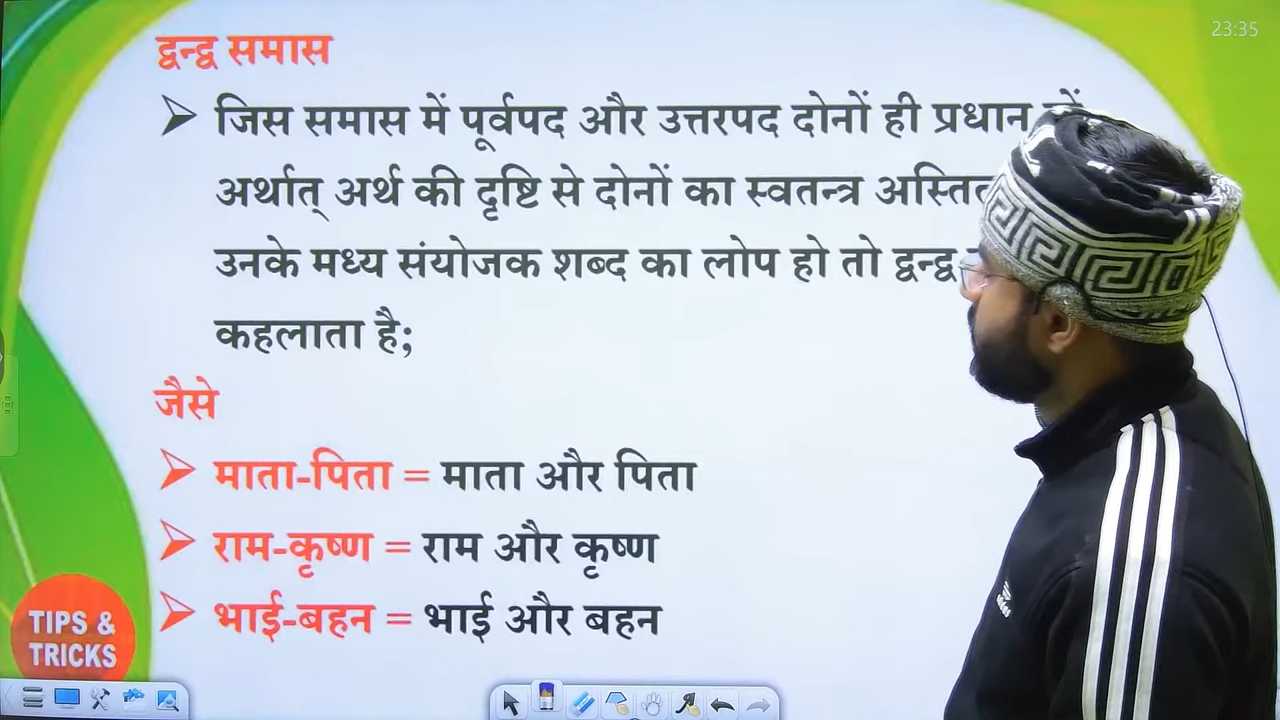 23:35
द्वन्द्व समास
जिस समास में पूर्वपद और उत्तरपद दोनों ही प्रधान
अर्थात् अर्थ की दृष्टि से दोनों का स्वतन्त्र
उनके मध्य संयोजक शब्द का लोप हो तो द्वन्द्व
कहलाता है;
जैसे
माता-पिता = माता और पिता
राम-कृष्ण = राम और कृष्ण
भाई-बहन = भाई और बहन
TIPS &
TRICKS